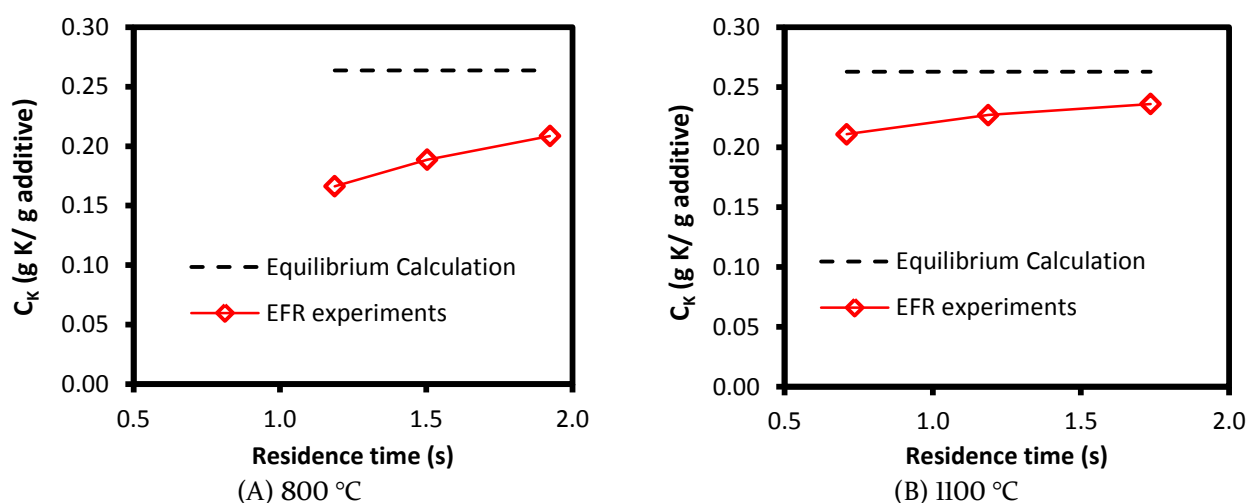 0.30
0.25
0.20
0.15
0.10
0.05
0.00
C_K (g K/ g additive)
Equilibrium Calculation
EFR experiments
0.5 1.0 1.5 2.0
Residence time (s)
(A) 800 °C
0.30
0.25
0.20
0.15
0.10
0.05
0.00
C_K (g K/ g additive)
Equilibrium Calculation
EFR experiments
0.5 1.0 1.5 2.0
Residence time (s)
(B) 1100 °C